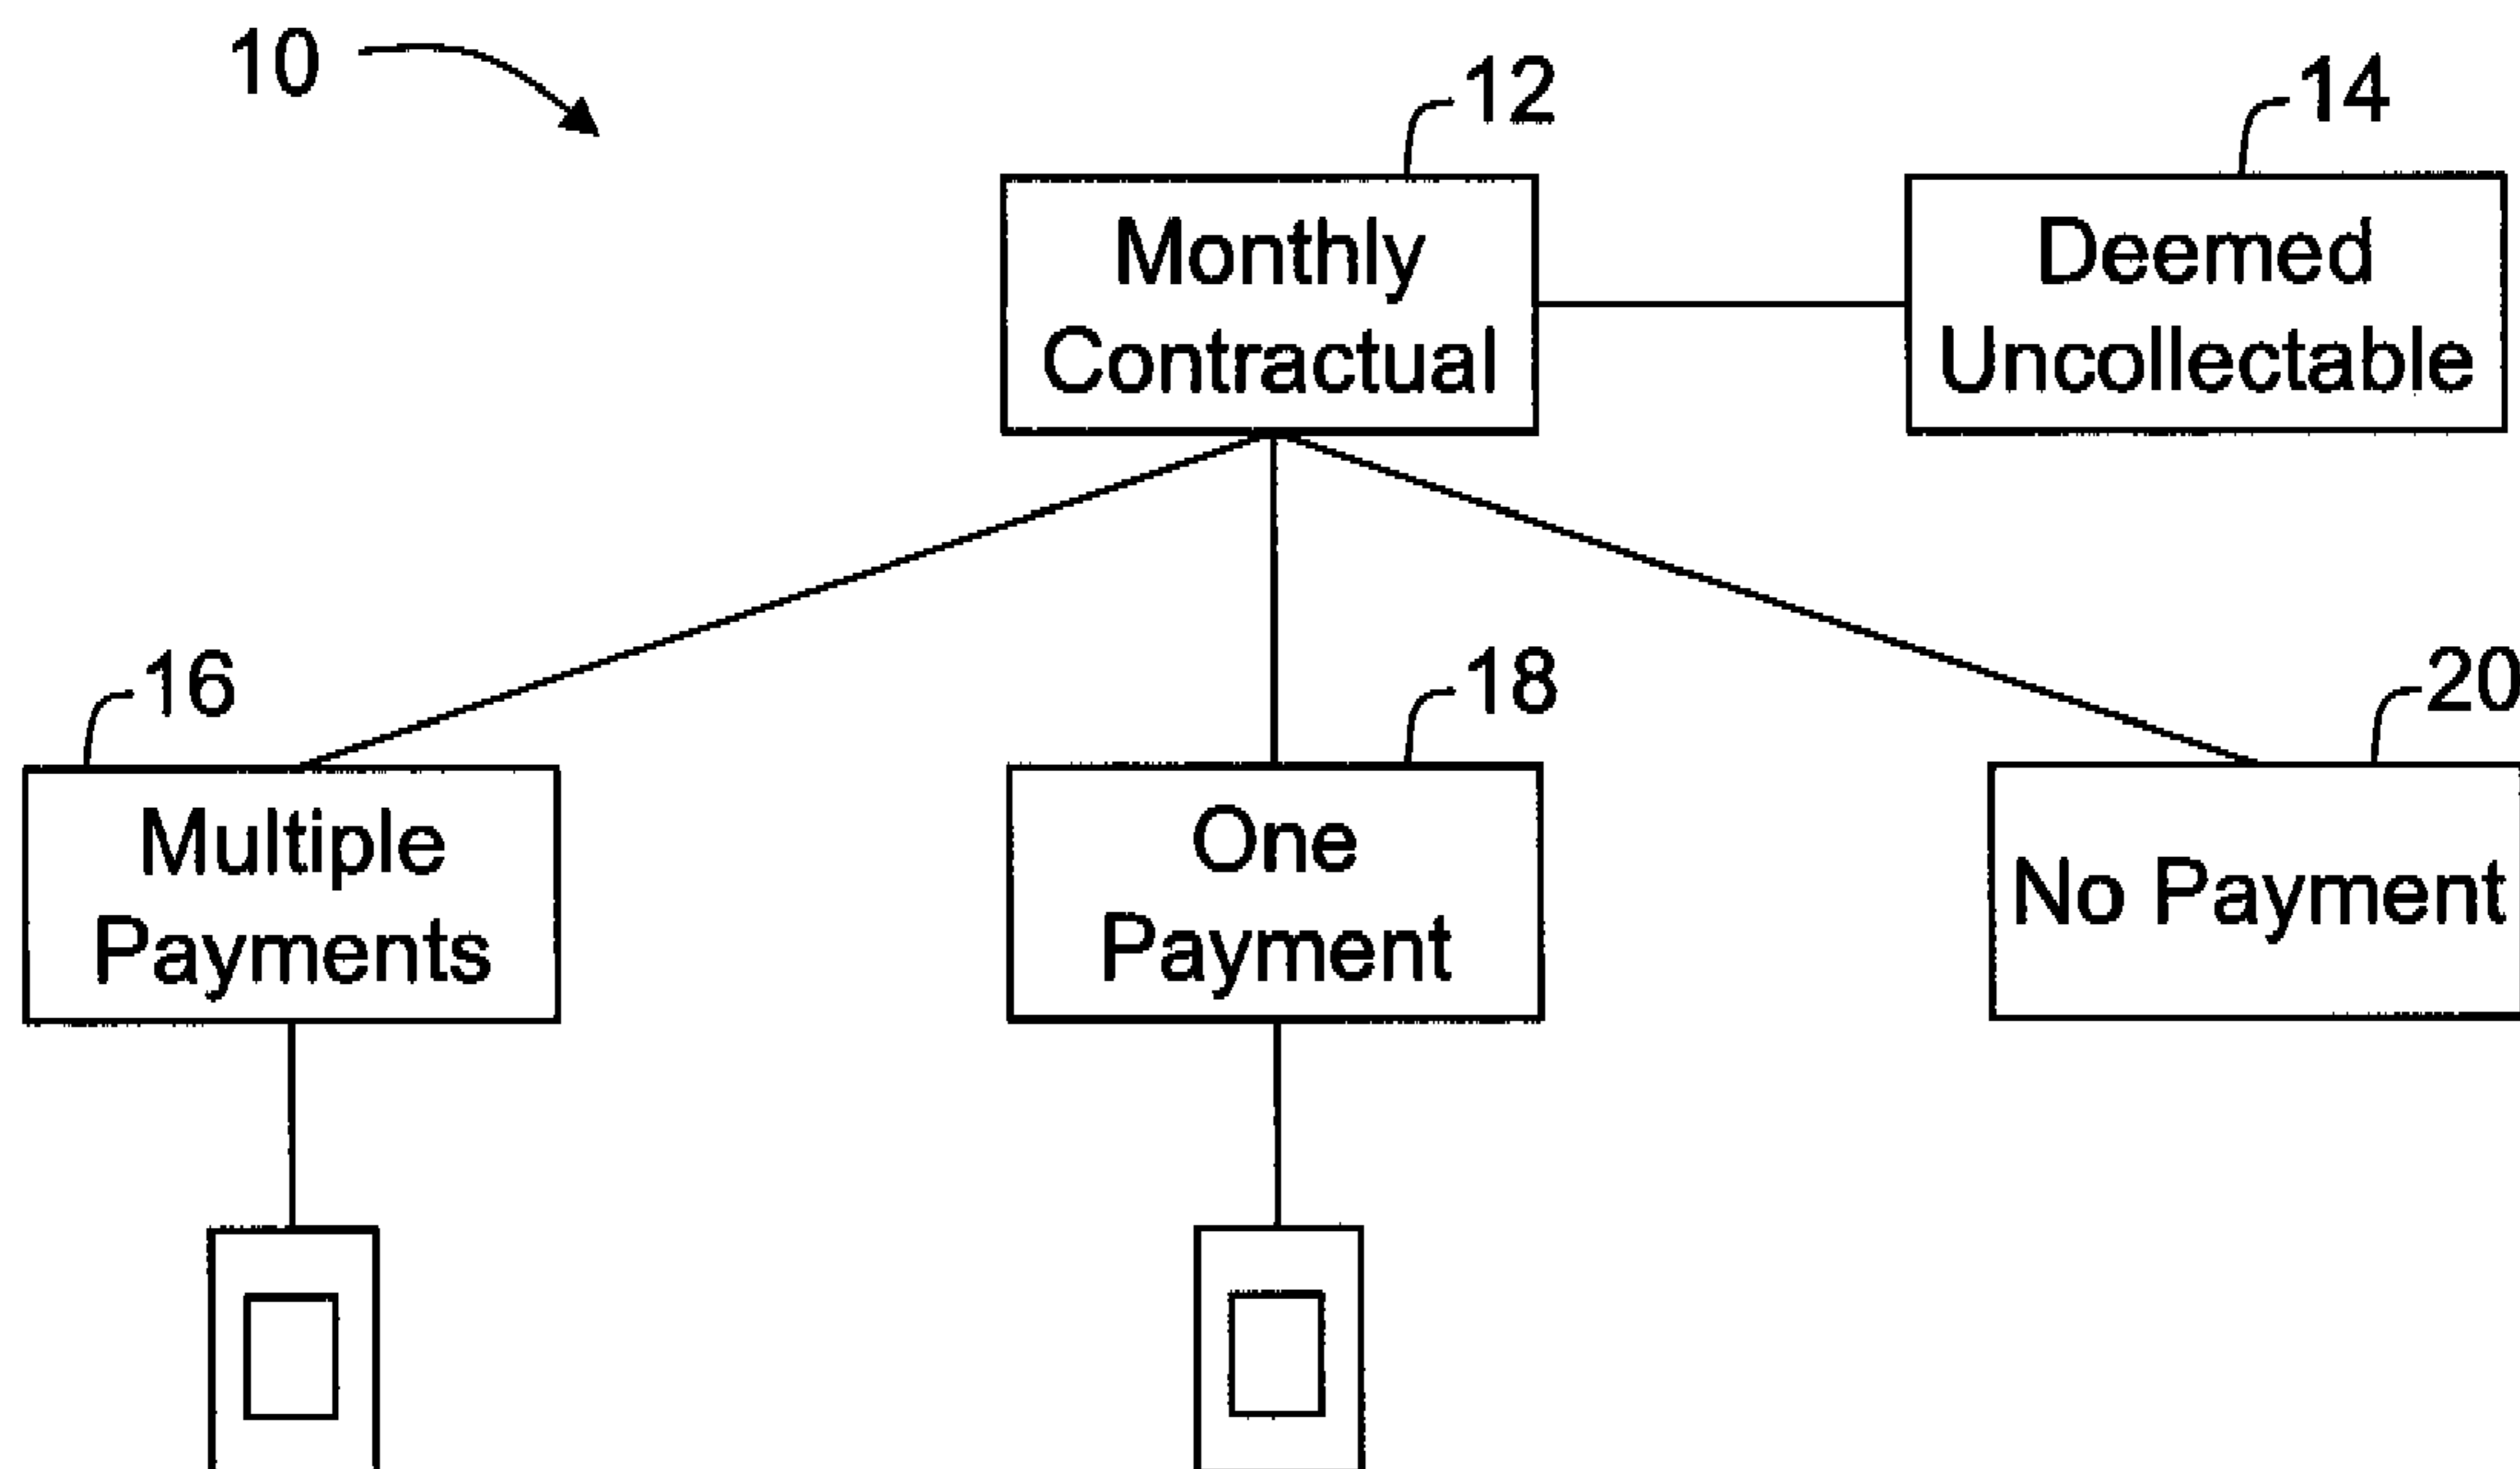 10
12
14
Monthly
Contractual
Deemed
Uncollectable
16
18
20
Multiple
Payments
One
Payment
No Payment